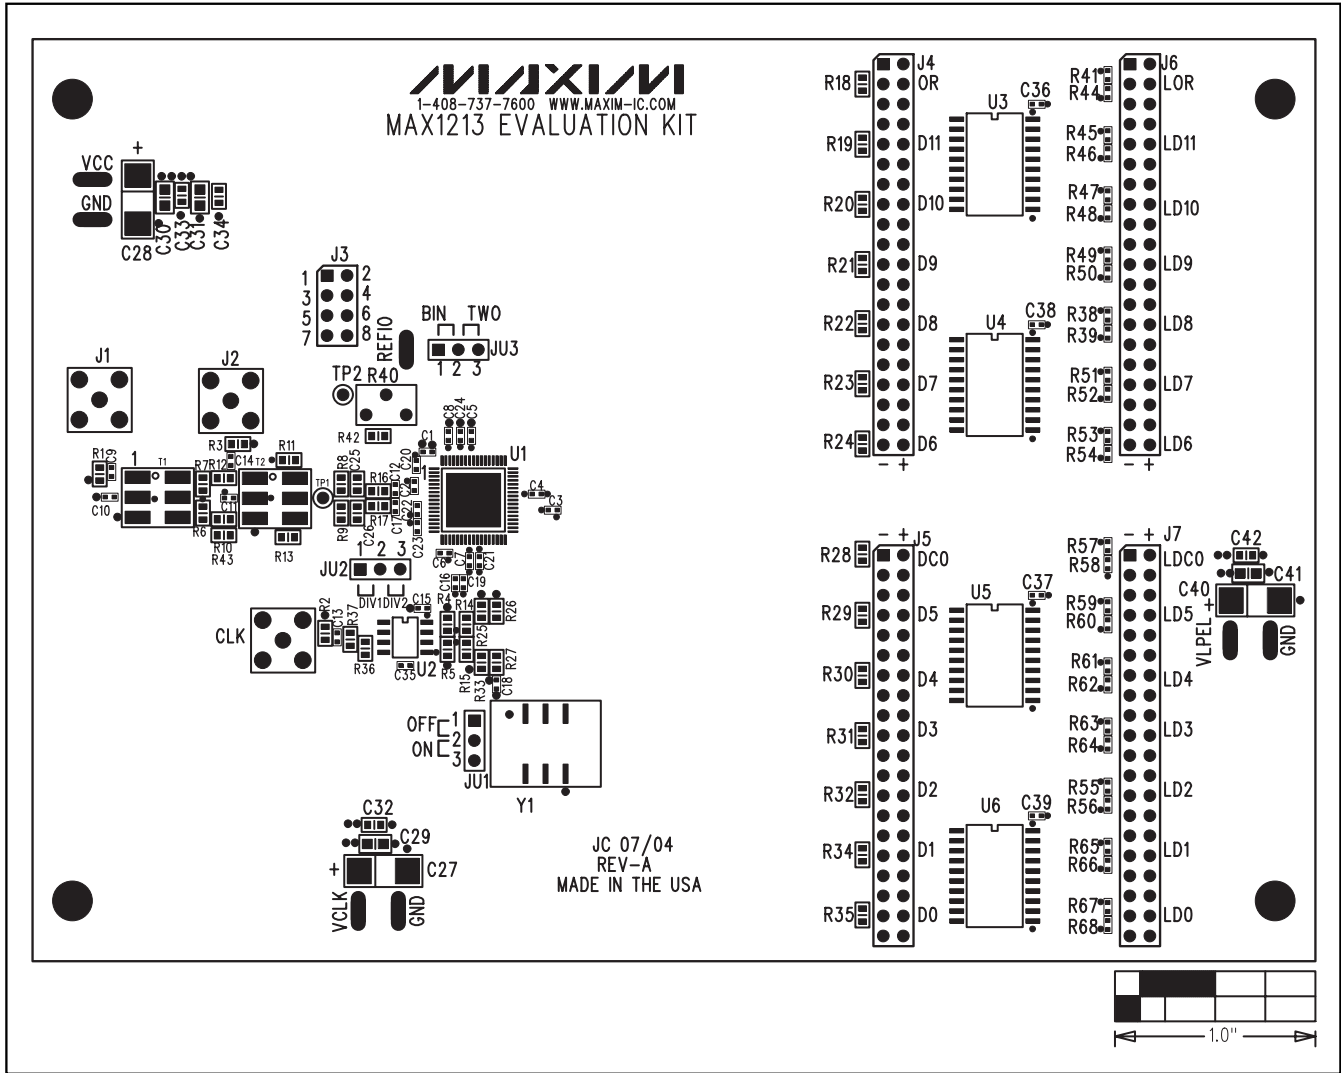 MAXIM
1-408-737-7600 WWW.MAXIM-IC.COM
MAX1213 EVALUATION KIT
+
VCC
GND
C28
C30
C33
C31
C34
J3
1 2
3 4
5 6
7 8
REFIO
BIN TWO
JU3
1 2 3
J1
J2
TP2
R40
R42
C8
C24
C5
C1
U1
1
C20
C2
C12
C4
C3
R3
R11
R1
C9
1
T1
R7
R12
C14
T2
TP1
R8
C25
R16
R17
C17
C22
C23
C10
R6
C11
R10
R43
R13
R9
C26
C6
C7
C21
JU2
1 2 3
DIV1 DIV2
C16
C19
C15
CLK
R2
C13
R37
R36
C35
U2
R4
R14
R26
R25
R5
R15
R33
R27
C18
OFF
ON
1
2
3
JU1
Y1
C32
C29
+
C27
VCLK
GND
JC 07/04
REV-A
MADE IN THE USA
R18
R19
R20
R21
R22
R23
R24
J4
OR
D11
D10
D9
D8
D7
D6
- +
U3
C36
U4
C38
R41
R44
R45
R46
R47
R48
R49
R50
R38
R39
R51
R52
R53
R54
J6
LOR
LD11
LD10
LD9
LD8
LD7
LD6
- +
R28
R29
R30
R31
R32
R34
R35
- +
J5
DC0
D5
D4
D3
D2
D1
D0
U5
C37
U6
C39
R57
R58
R59
R60
R61
R62
R63
R64
R55
R56
R65
R66
R67
R68
- +
J7
LDC0
LD5
LD4
LD3
LD2
LD1
LD0
C42
C41
C40
+
VLPEL
GND
1.0"